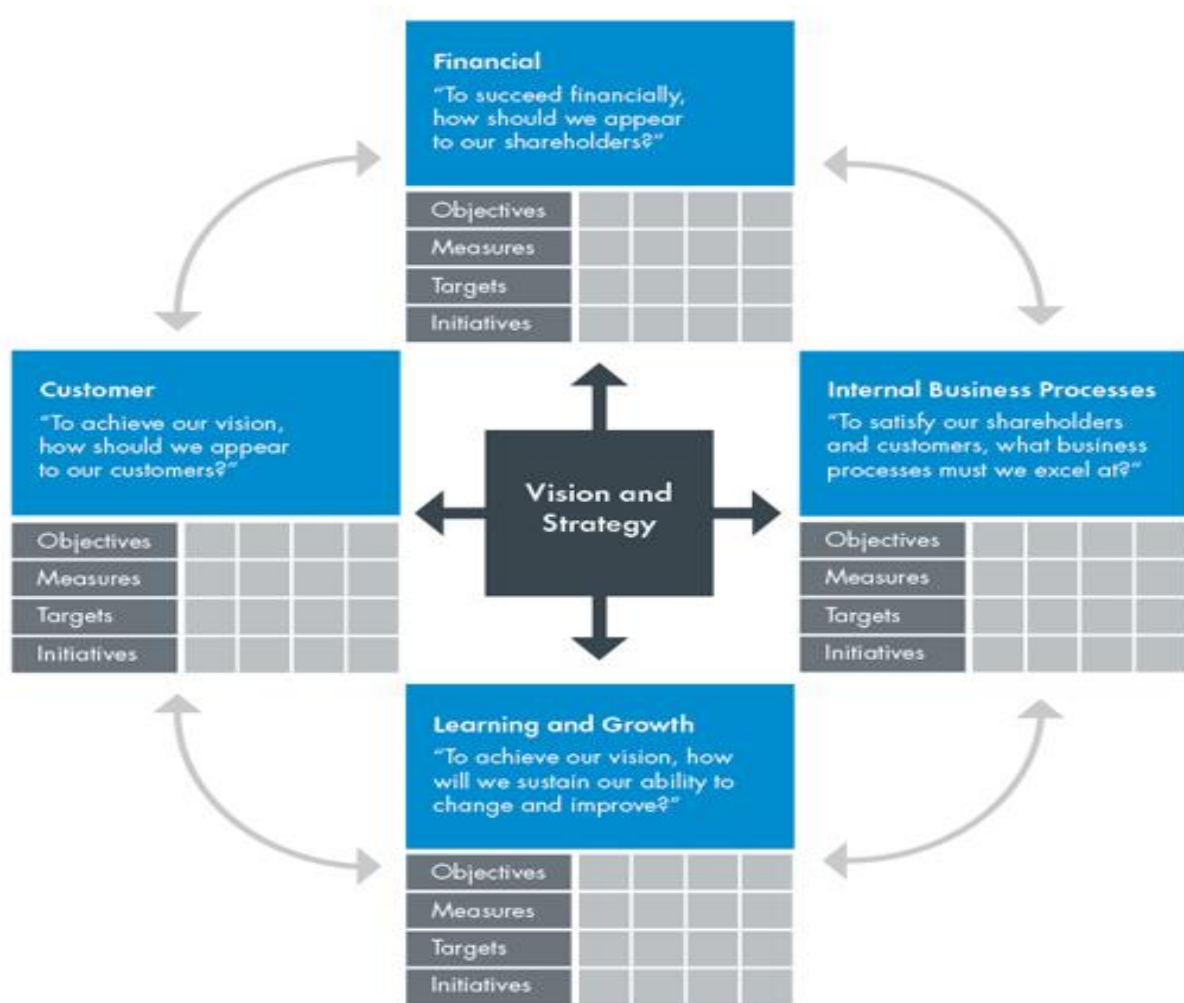 Financial
“To succeed financially,
how should we appear
to our shareholders?”
Objectives
Measures
Targets
Initiatives
Customer
“To achieve our vision,
how should we appear
to our customers?”
Objectives
Measures
Targets
Initiatives
Vision and
Strategy
Internal Business Processes
“To satisfy our shareholders
and customers, what business
processes must we excel at?”
Objectives
Measures
Targets
Initiatives
Learning and Growth
“To achieve our vision, how
will we sustain our ability to
change and improve?”
Objectives
Measures
Targets
Initiatives